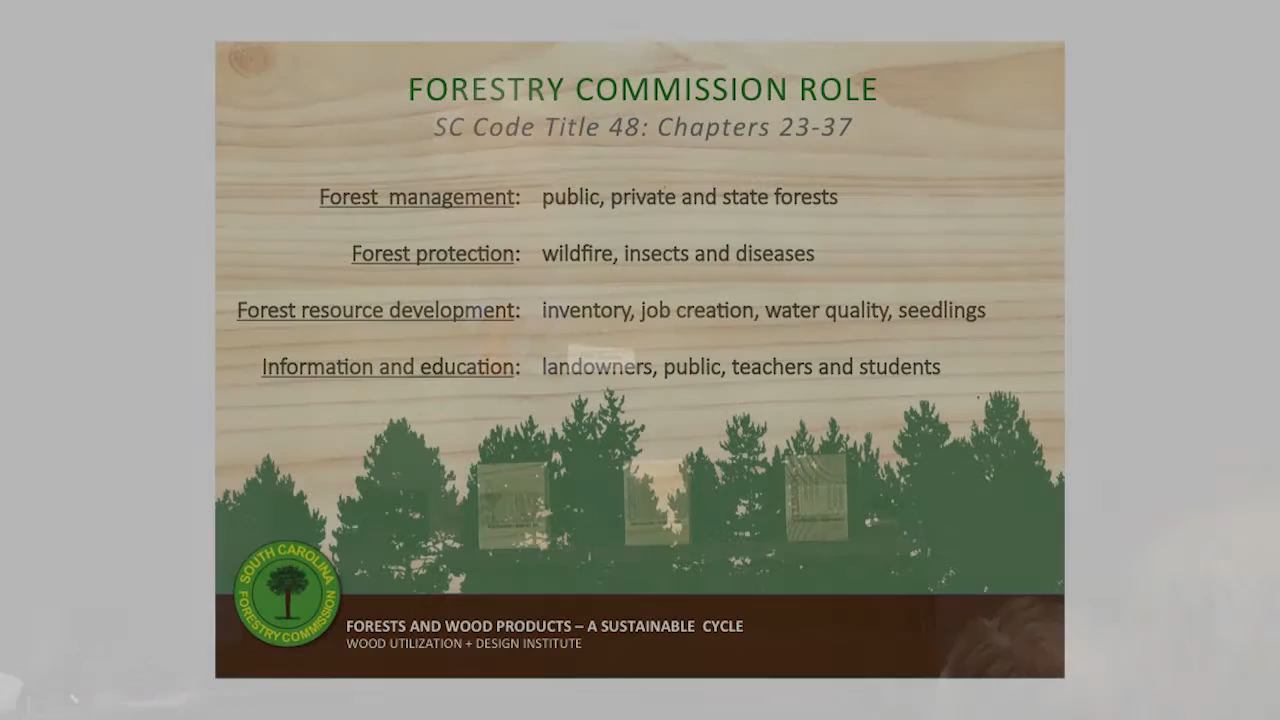 FORESTRY COMMISSION ROLE
SC Code Title 48: Chapters 23-37
Forest management: public, private and state forests
Forest protection: wildfire, insects and diseases
Forest resource development: inventory, job creation, water quality, seedlings
Information and education: landowners, public, teachers and students
SOUTH CAROLINA
FORESTRY COMMISSION
FORESTS AND WOOD PRODUCTS – A SUSTAINABLE CYCLE
WOOD UTILIZATION + DESIGN INSTITUTE